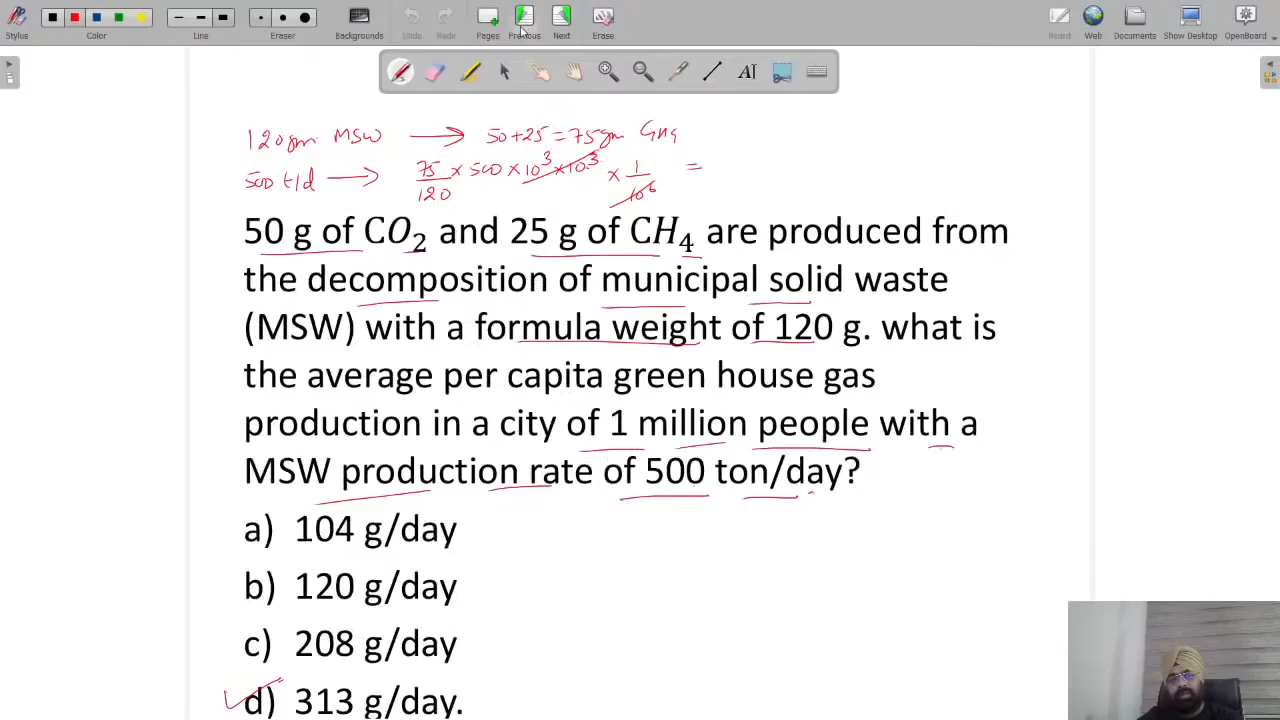 Stylus Color Line Eraser Backgrounds Undo Redo Pages Previous Next Erase Board Web Documents Show Desktop OpenBoard
120gm MSW → 50+25=75gm GHG
500 t/d → 75/120 × 500 × 10³ × 10³ × 1/10⁶ =
50 g of CO₂ and 25 g of CH₄ are produced from
the decomposition of municipal solid waste
(MSW) with a formula weight of 120 g. what is
the average per capita green house gas
production in a city of 1 million people with a
MSW production rate of 500 ton/day?
a) 104 g/day
b) 120 g/day
c) 208 g/day
d) 313 g/day.